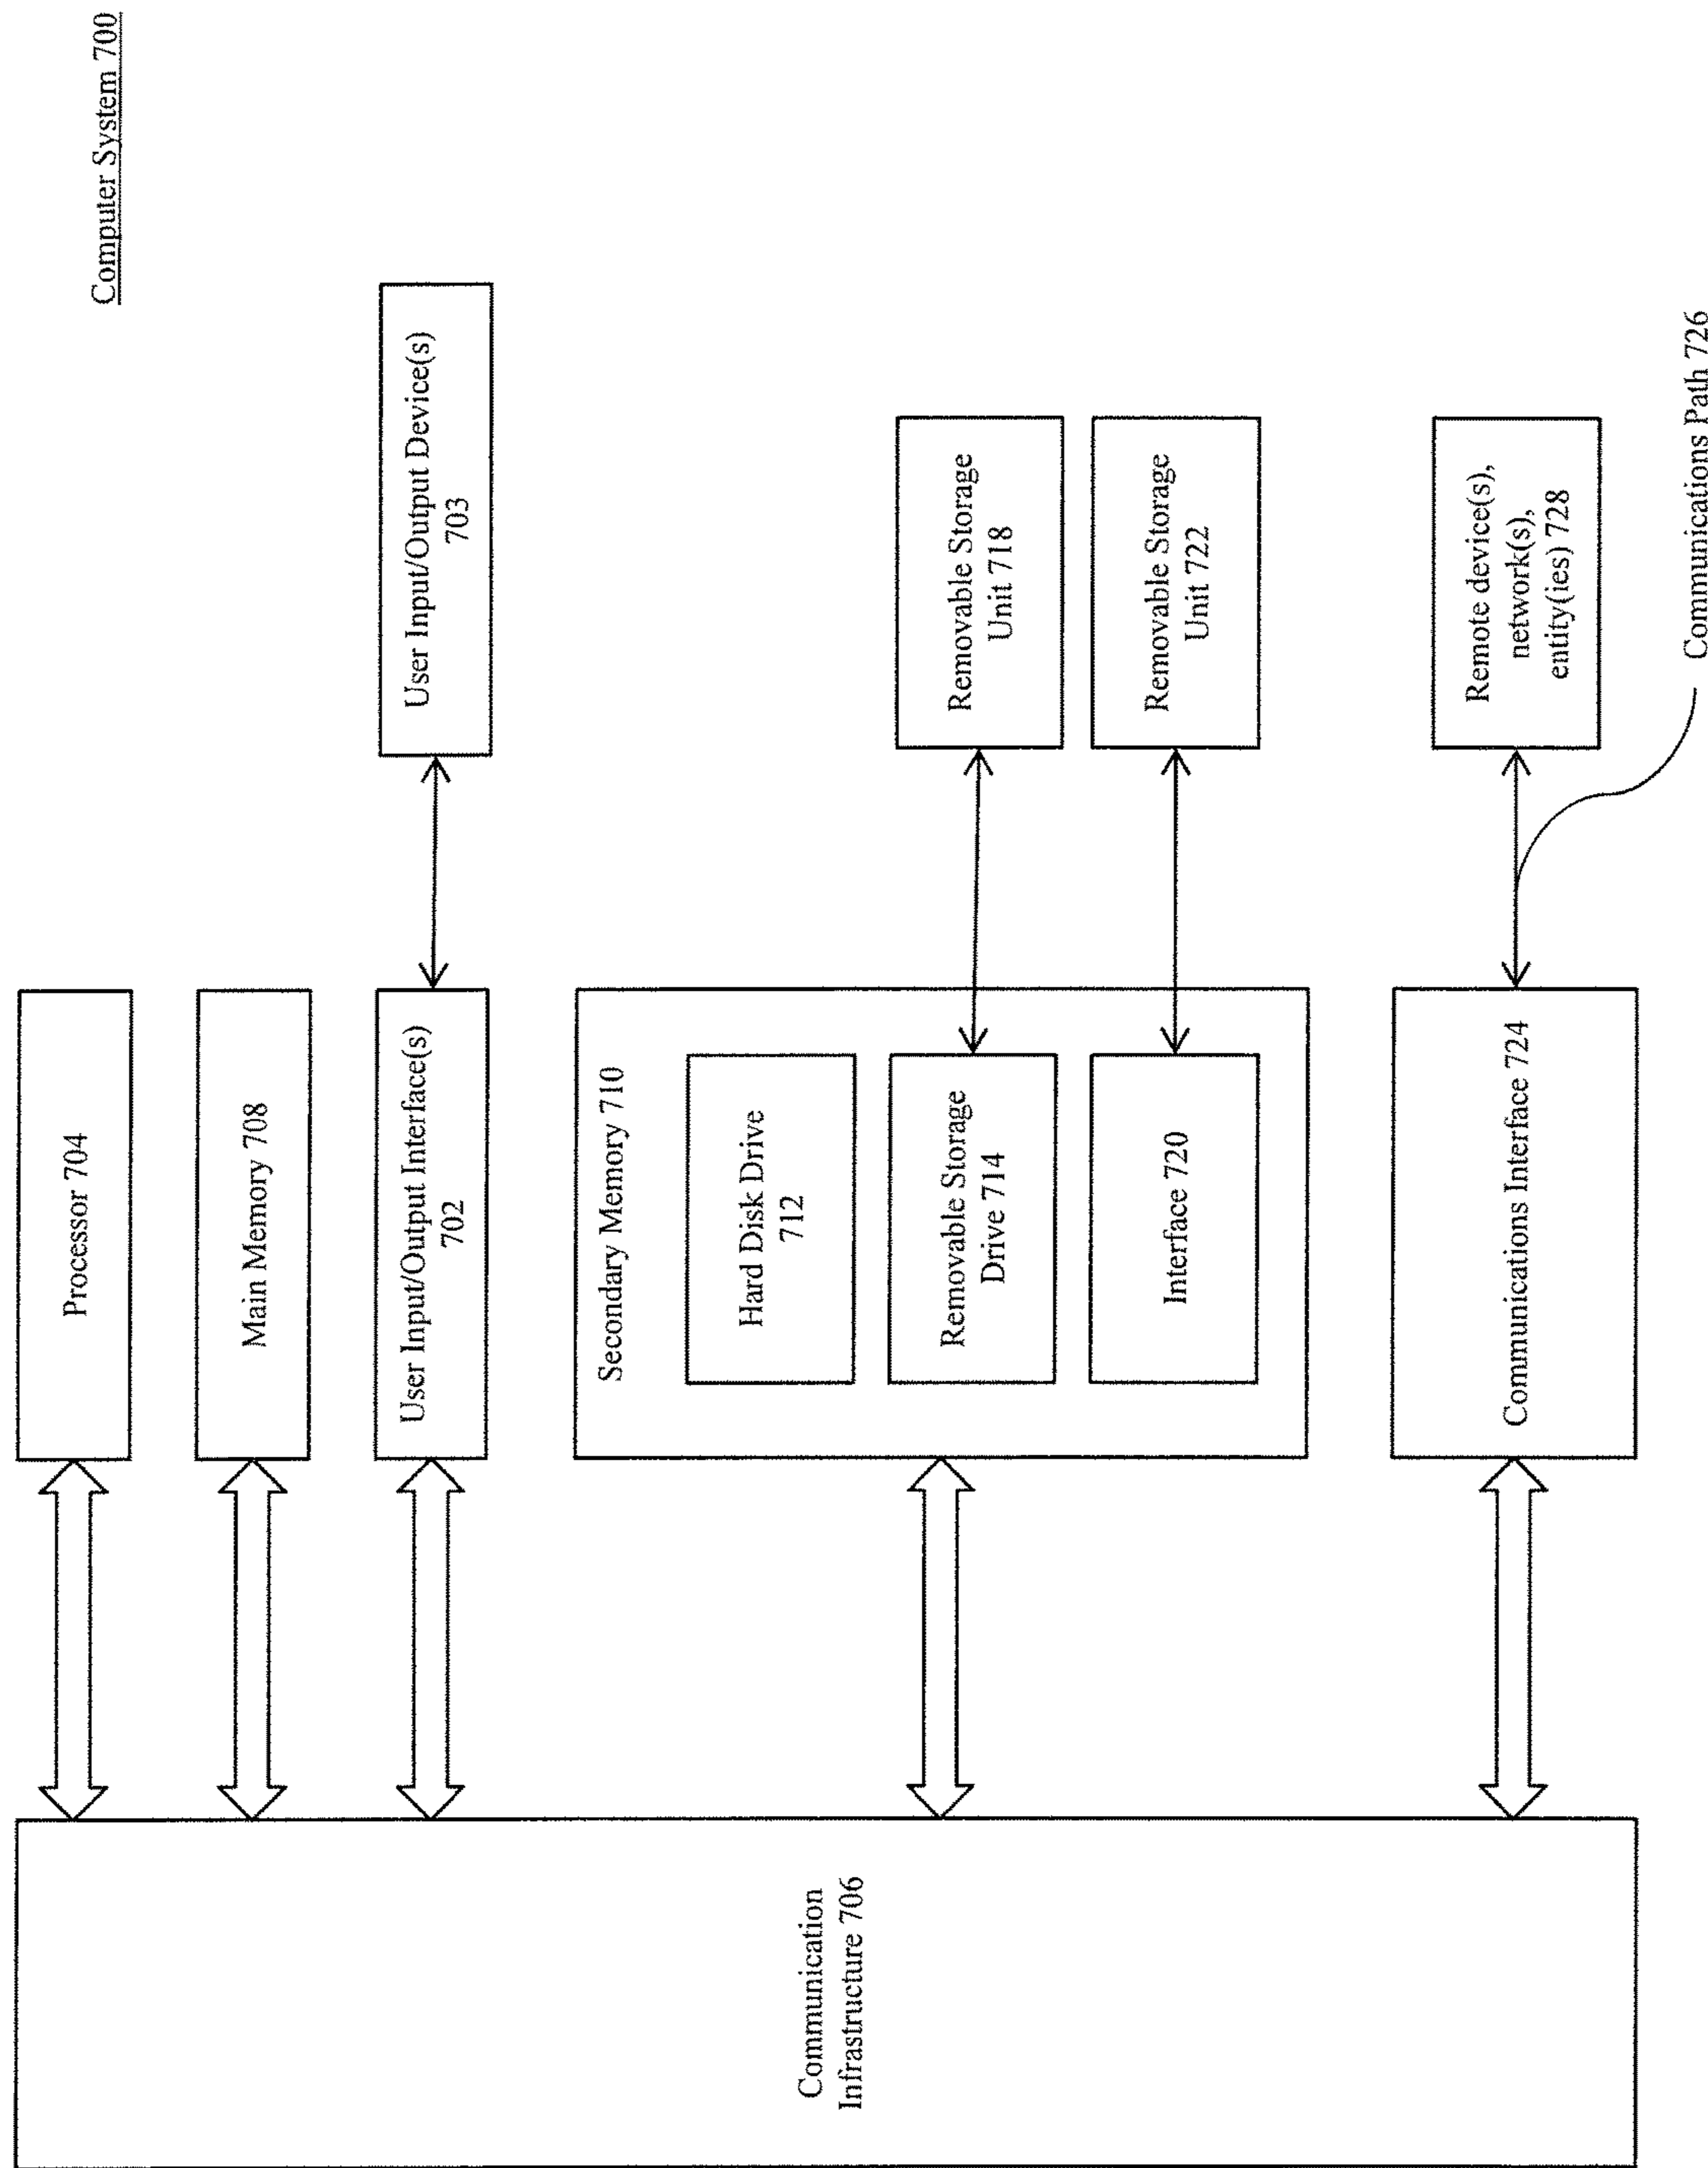 Computer System 700
Processor 704
Main Memory 708
User Input/Output Interface(s)
702
User Input/Output Device(s)
703
Secondary Memory 710
Hard Disk Drive
712
Removable Storage
Drive 714
Removable Storage
Unit 718
Interface 720
Removable Storage
Unit 722
Communication
Infrastructure 706
Communications Interface 724
Remote device(s),
network(s),
entity(ies) 728
Communications Path 726